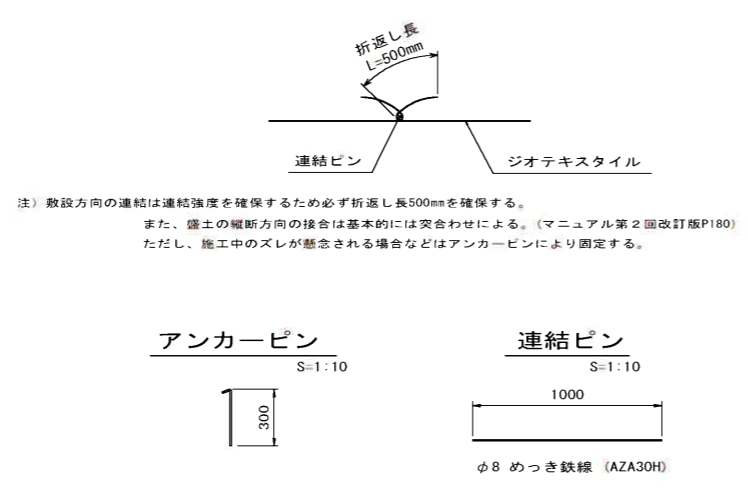 折返し長
L=500mm
連結ピン
ジオテキスタイル
注) 敷設方向の連結は連結強度を確保するため必ず折返し長500mmを確保する。
また、盛土の縦断方向の接合は基本的には突合わせによる。(マニュアル第2回改訂版P180)
ただし、施工中のズレが懸念される場合などはアンカーピンにより固定する。
アンカーピン
S=1:10
300
連結ピン
S=1:10
1000
φ8 めっき鉄線 (AZA30H)